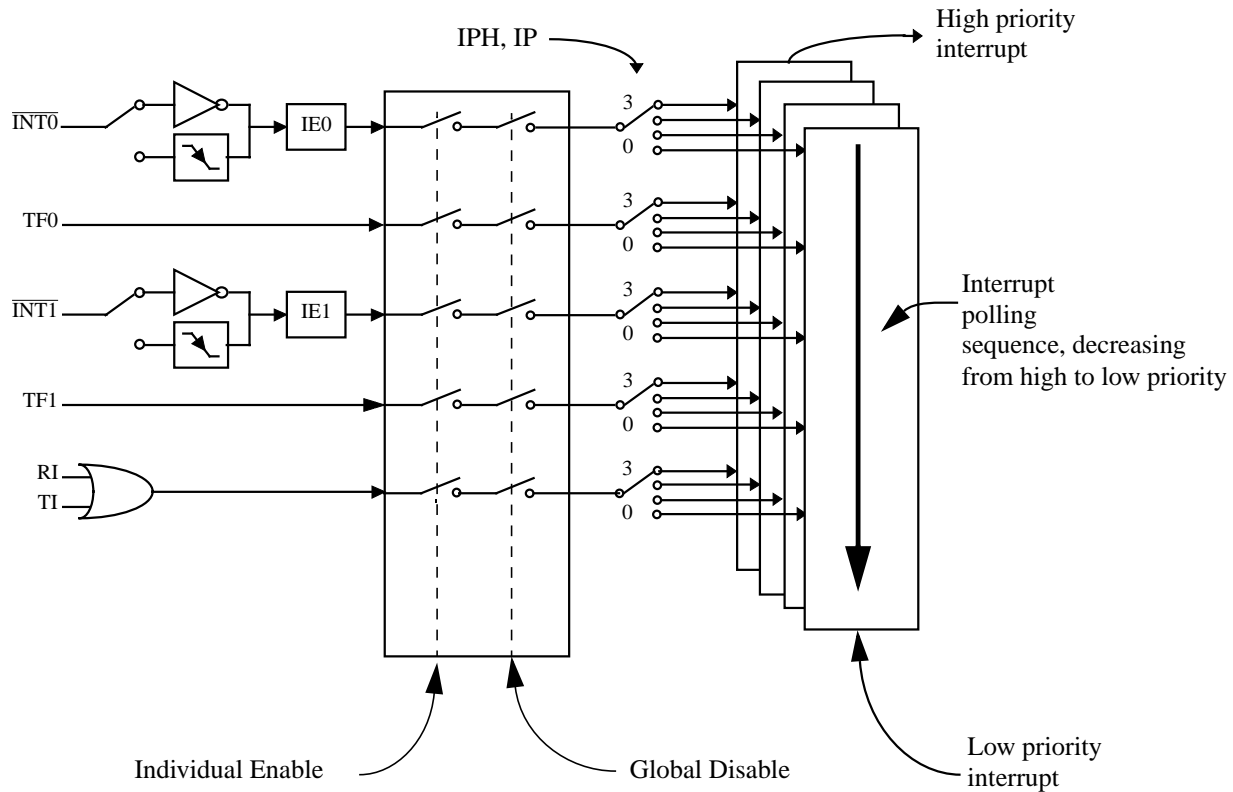 High priority
interrupt
IPH, IP
INT0
IE0
3
0
TF0
3
0
INT1
IE1
3
0
Interrupt
polling
sequence, decreasing
from high to low priority
TF1
3
0
RI
TI
3
0
Individual Enable
Global Disable
Low priority
interrupt